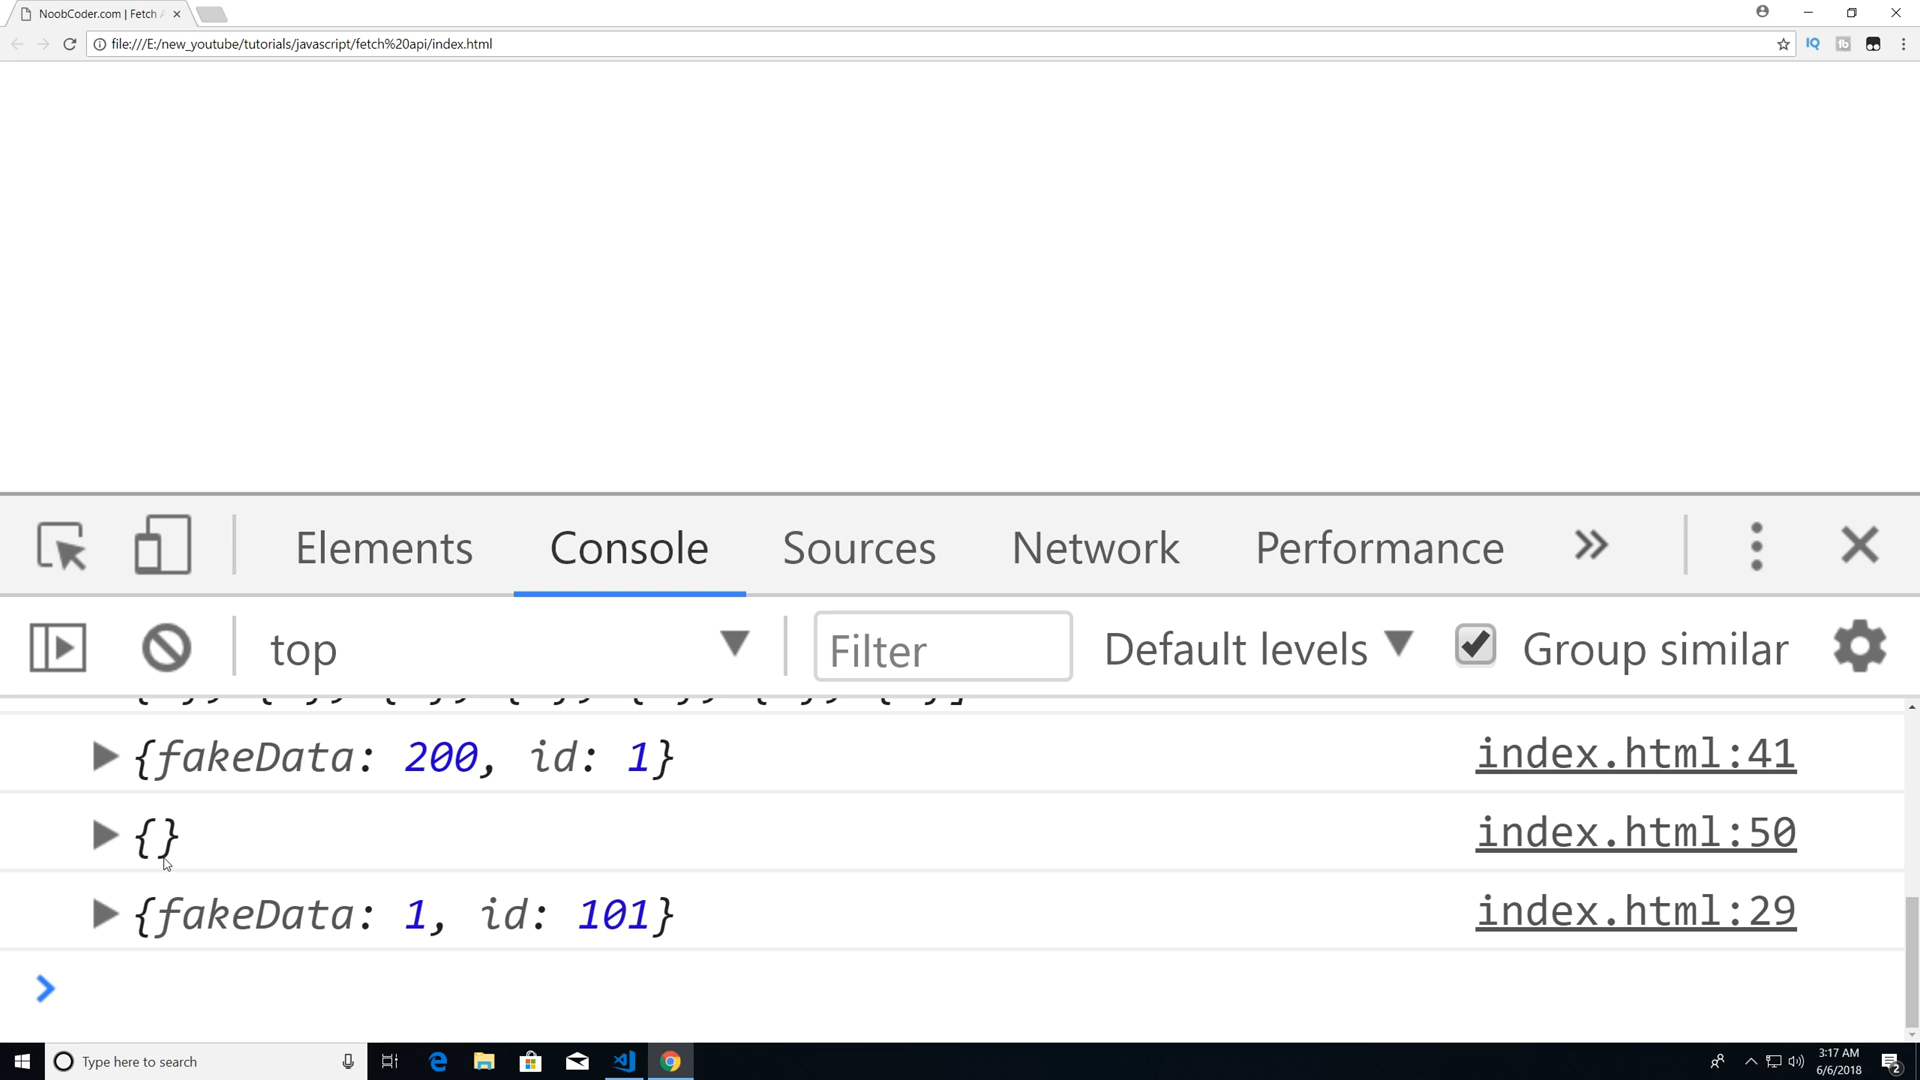 NoobCoder.com | Fetch
file:///E:/new_youtube/tutorials/javascript/fetch%20api/index.html
IQ
Elements Console Sources Network Performance
top Filter Default levels Group similar
{fakeData: 200, id: 1} index.html:41
{} index.html:50
{fakeData: 1, id: 101} index.html:29
Type here to search
3:17 AM
6/6/2018
2